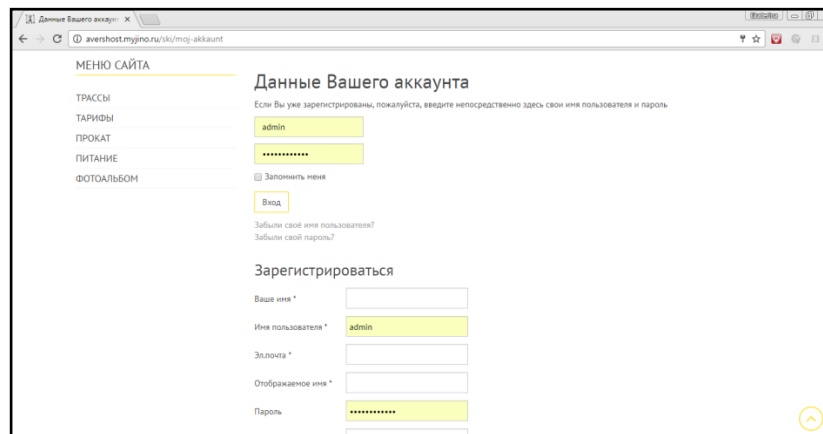 Данные Вашего аккаун
avershost.myjino.ru/ski/moj-akkaunt
МЕНЮ САЙТА
ТРАССЫ
ТАРИФЫ
ПРОКАТ
ПИТАНИЕ
ФОТОАЛЬБОМ
Данные Вашего аккаунта
Если Вы уже зарегистрированы, пожалуйста, введите непосредственно здесь свои имя пользователя и пароль
admin
••••••••••••
Запомнить меня
Вход
Забыли своё имя пользователя?
Забыли свой пароль?
Зарегистрироваться
Ваше имя *
Имя пользователя * admin
Эл.почта *
Отображаемое имя *
Пароль ••••••••••••